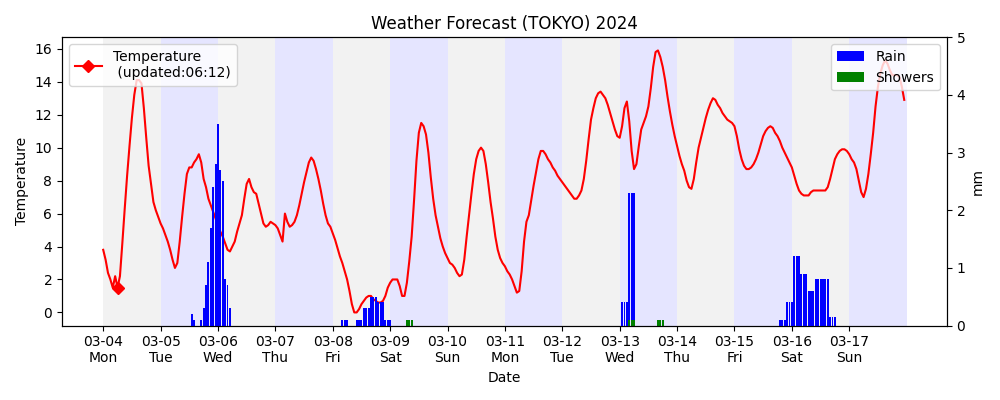 Weather Forecast (TOKYO) 2024
Temperature
(updated:06:12)
Rain
Showers
16
14
12
10
8
6
4
2
0
Temperature
5
4
3
2
1
0
mm
03-04 03-05 03-06 03-07 03-08 03-09 03-10 03-11 03-12 03-13 03-14 03-15 03-16 03-17
Mon Tue Wed Thu Fri Sat Sun Mon Tue Wed Thu Fri Sat Sun
Date